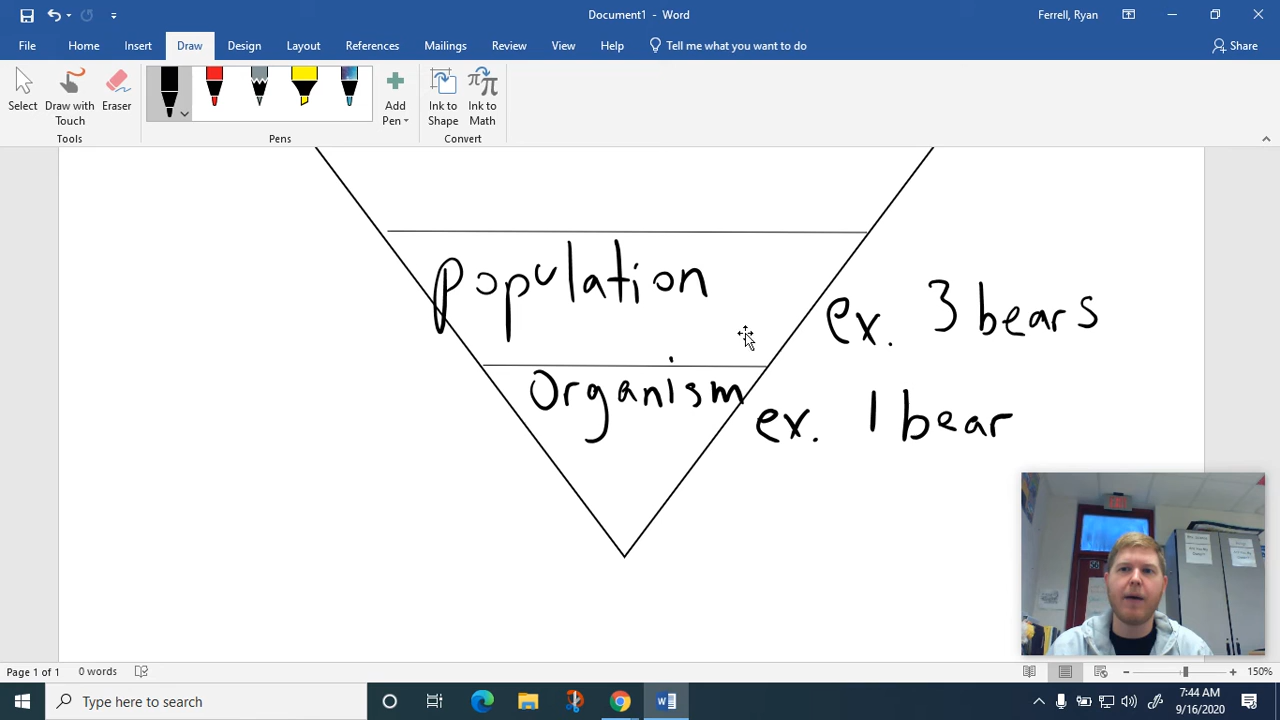 Document1 - Word
Ferrell, Ryan
File Home Insert Draw Design Layout References Mailings Review View Help Tell me what you want to do Share
Select Draw with Touch Eraser Add Pen Ink to Shape Ink to Math
Tools Pens Convert
Population
ex. 3 bears
Organism
ex. 1 bear
Page 1 of 1 0 words 150%
Type here to search
7:44 AM
9/16/2020